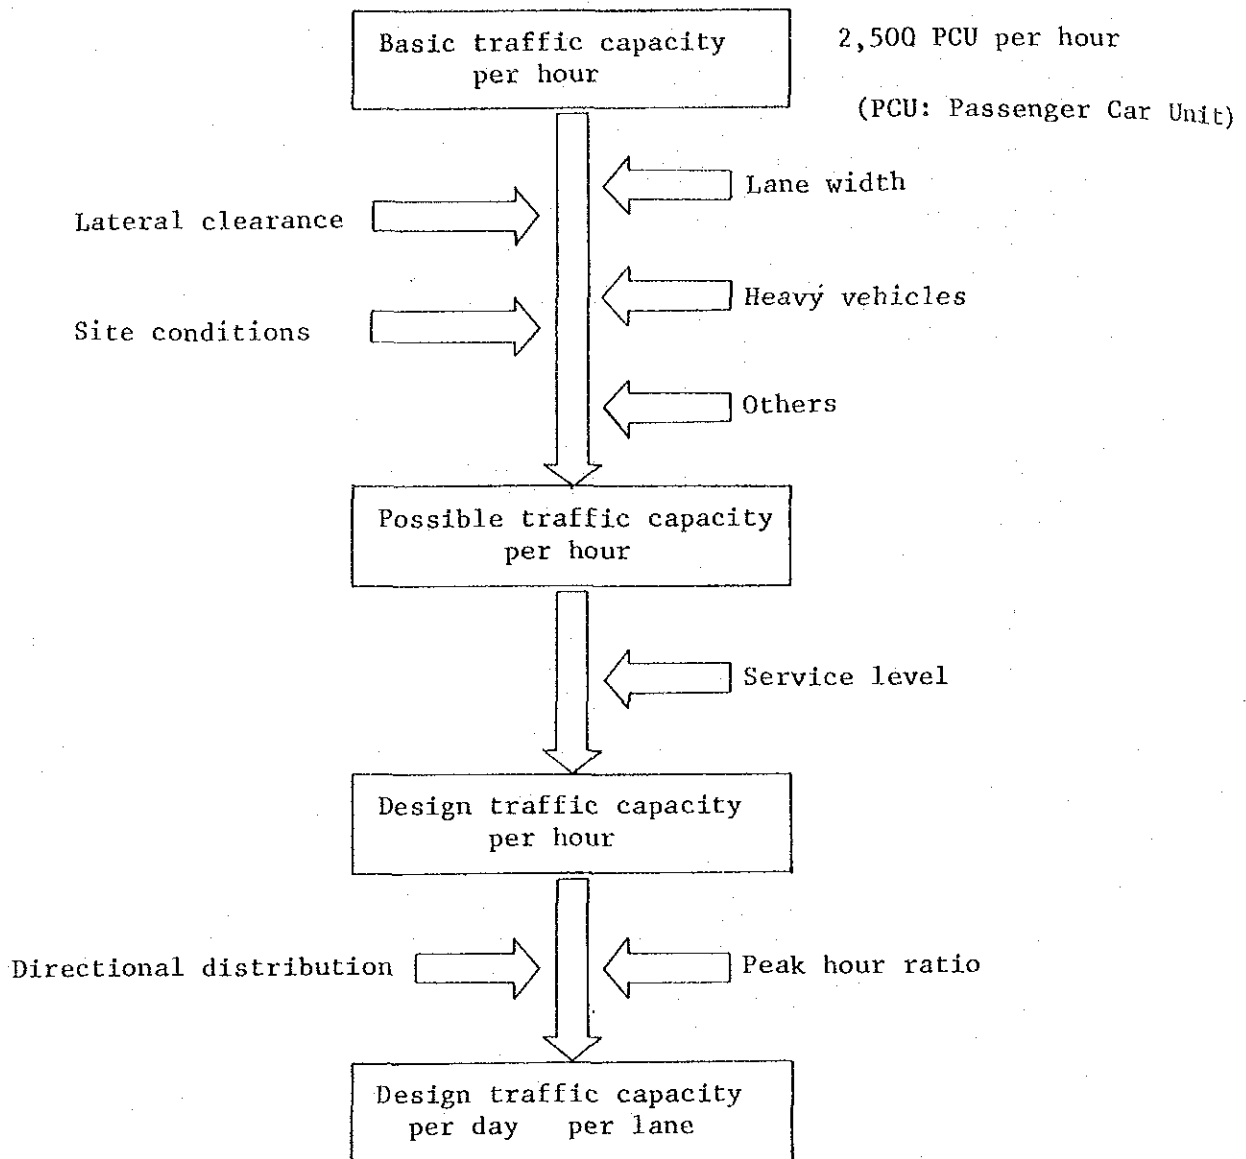 Basic traffic capacity
per hour
2,500 PCU per hour
(PCU: Passenger Car Unit)
Lane width
Lateral clearance
Heavy vehicles
Site conditions
Others
Possible traffic capacity
per hour
Service level
Design traffic capacity
per hour
Directional distribution
Peak hour ratio
Design traffic capacity
per day per lane